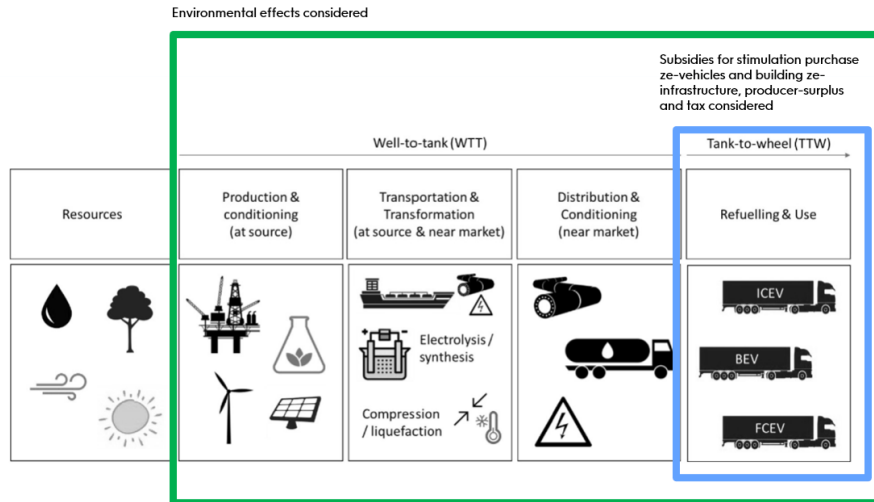 Environmental effects considered
Subsidies for stimulation purchase
ze-vehicles and building ze-
infrastructure, producer-surplus
and tax considered
Well-to-tank (WTT)
Tank-to-wheel (TTW)
Resources
Production &
conditioning
(at source)
Transportation &
Transformation
(at source & near market)
Distribution &
Conditioning
(near market)
Refuelling & Use
Electrolysis /
synthesis
Compression
/ liquefaction
ICEV
BEV
FCEV